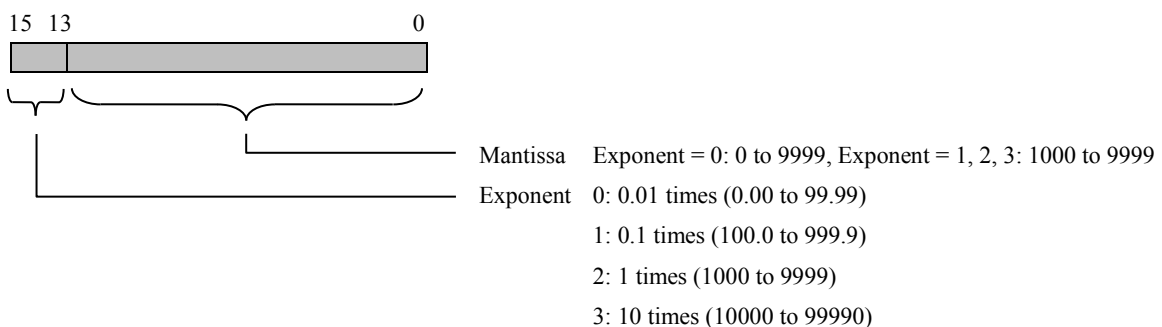 15 13 0
Mantissa Exponent = 0: 0 to 9999, Exponent = 1, 2, 3: 1000 to 9999
Exponent 0: 0.01 times (0.00 to 99.99)
1: 0.1 times (100.0 to 999.9)
2: 1 times (1000 to 9999)
3: 10 times (10000 to 99990)